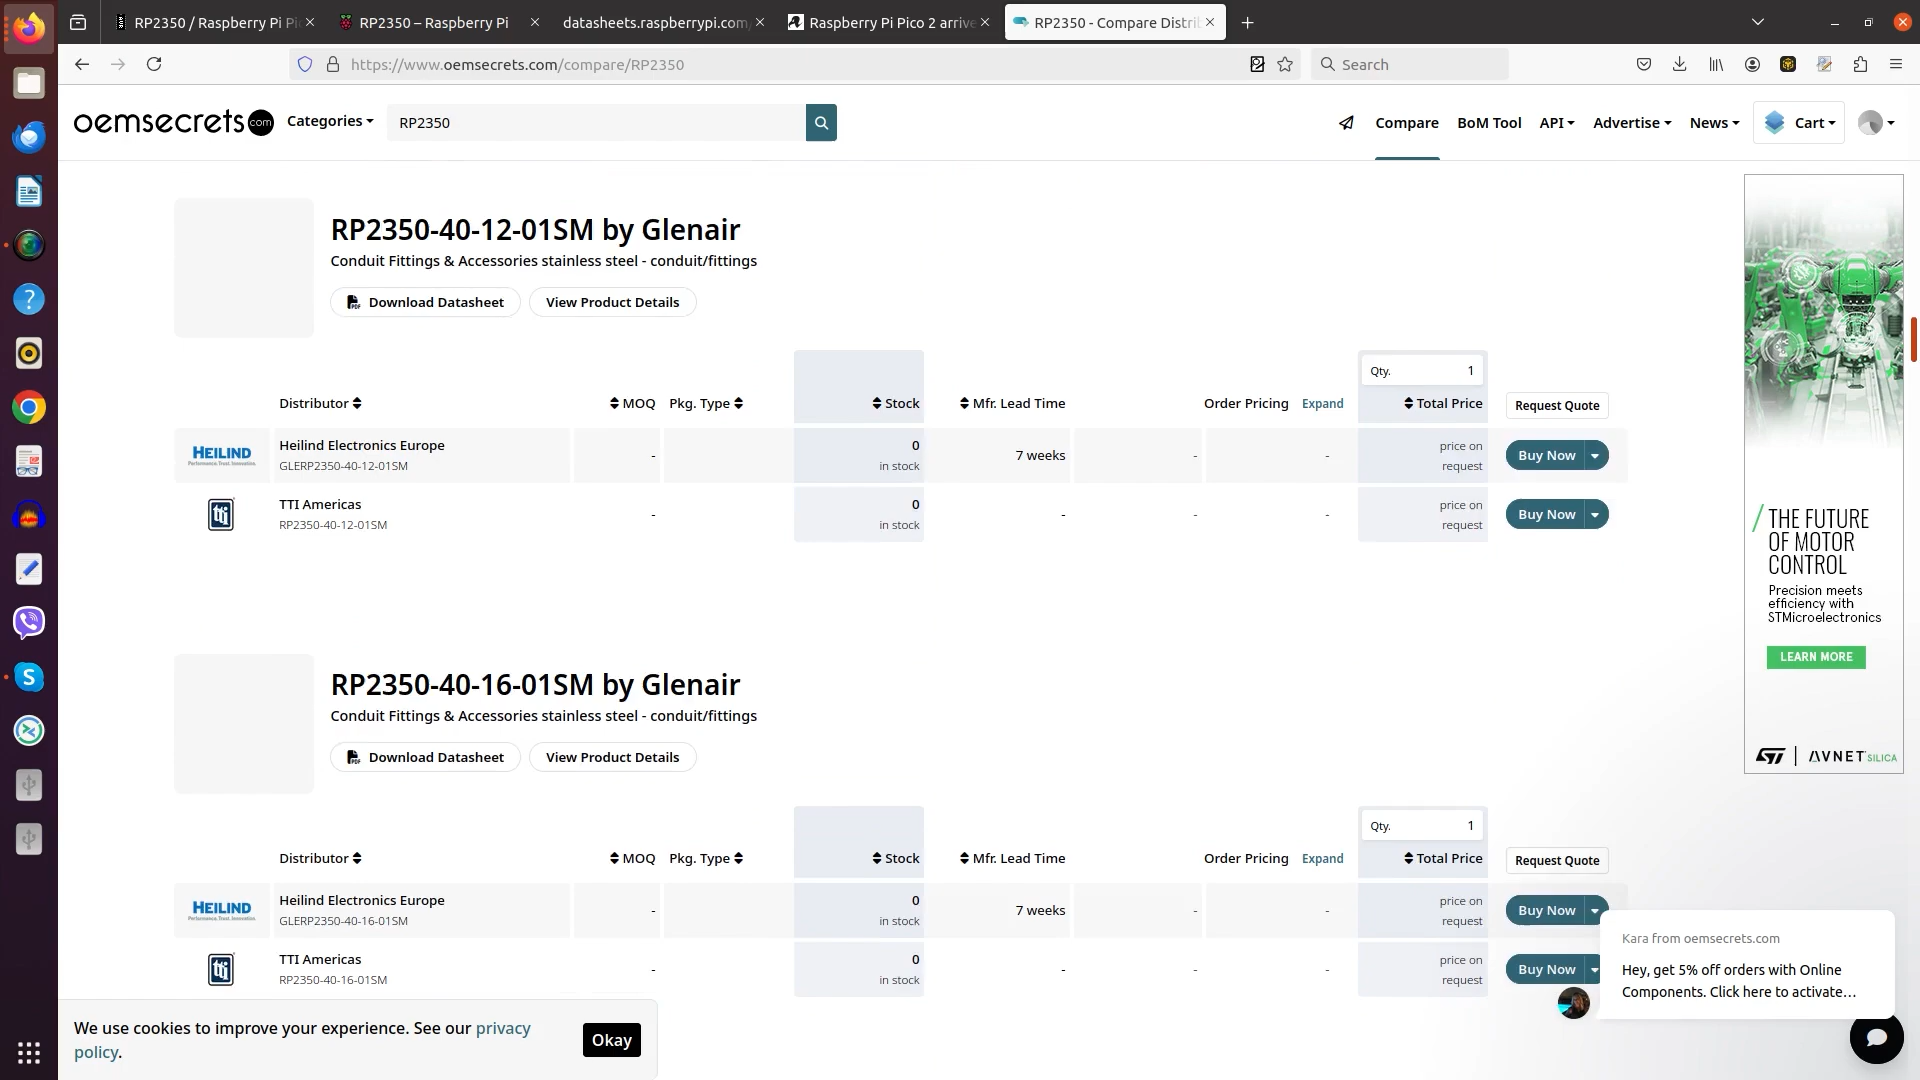 RP2350 / Raspberry Pi Pi
RP2350 – Raspberry Pi
datasheets.raspberrypi.com
Raspberry Pi Pico 2 arrive
RP2350 - Compare Distri
https://www.oemsecrets.com/compare/RP2350
Search
oemsecrets.com
Categories
RP2350
Compare
BoM Tool
API
Advertise
News
Cart
RP2350-40-12-01SM by Glenair
Conduit Fittings & Accessories stainless steel - conduit/fittings
Download Datasheet
View Product Details
Qty. 1
Distributor MOQ Pkg. Type Stock Mfr. Lead Time Order Pricing Expand Total Price Request Quote
HEILIND
Performance. Trust. Innovation.
Heilind Electronics Europe - 0 7 weeks - - price on Buy Now
GLERP2350-40-12-01SM in stock request
tti
TTI Americas - 0 - - - price on Buy Now
RP2350-40-12-01SM in stock request
RP2350-40-16-01SM by Glenair
Conduit Fittings & Accessories stainless steel - conduit/fittings
Download Datasheet
View Product Details
Qty. 1
Distributor MOQ Pkg. Type Stock Mfr. Lead Time Order Pricing Expand Total Price Request Quote
HEILIND
Performance. Trust. Innovation.
Heilind Electronics Europe - 0 7 weeks - - price on Buy Now
GLERP2350-40-16-01SM in stock request
tti
TTI Americas - 0 - - - price on Buy Now
RP2350-40-16-01SM in stock request
THE FUTURE
OF MOTOR
CONTROL
Precision meets
efficiency with
STMicroelectronics
LEARN MORE
ST | AVNET SILICA
Kara from oemsecrets.com
Hey, get 5% off orders with Online
Components. Click here to activate…
We use cookies to improve your experience. See our privacy
policy.
Okay